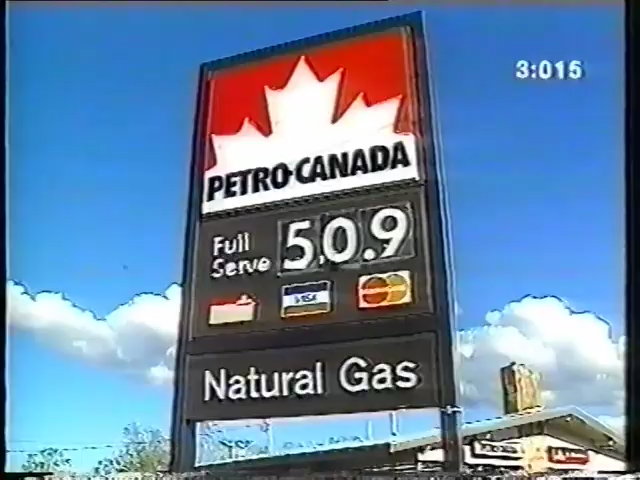 3:015
PETRO-CANADA
Full
Serve
50.9
VISA
Natural Gas